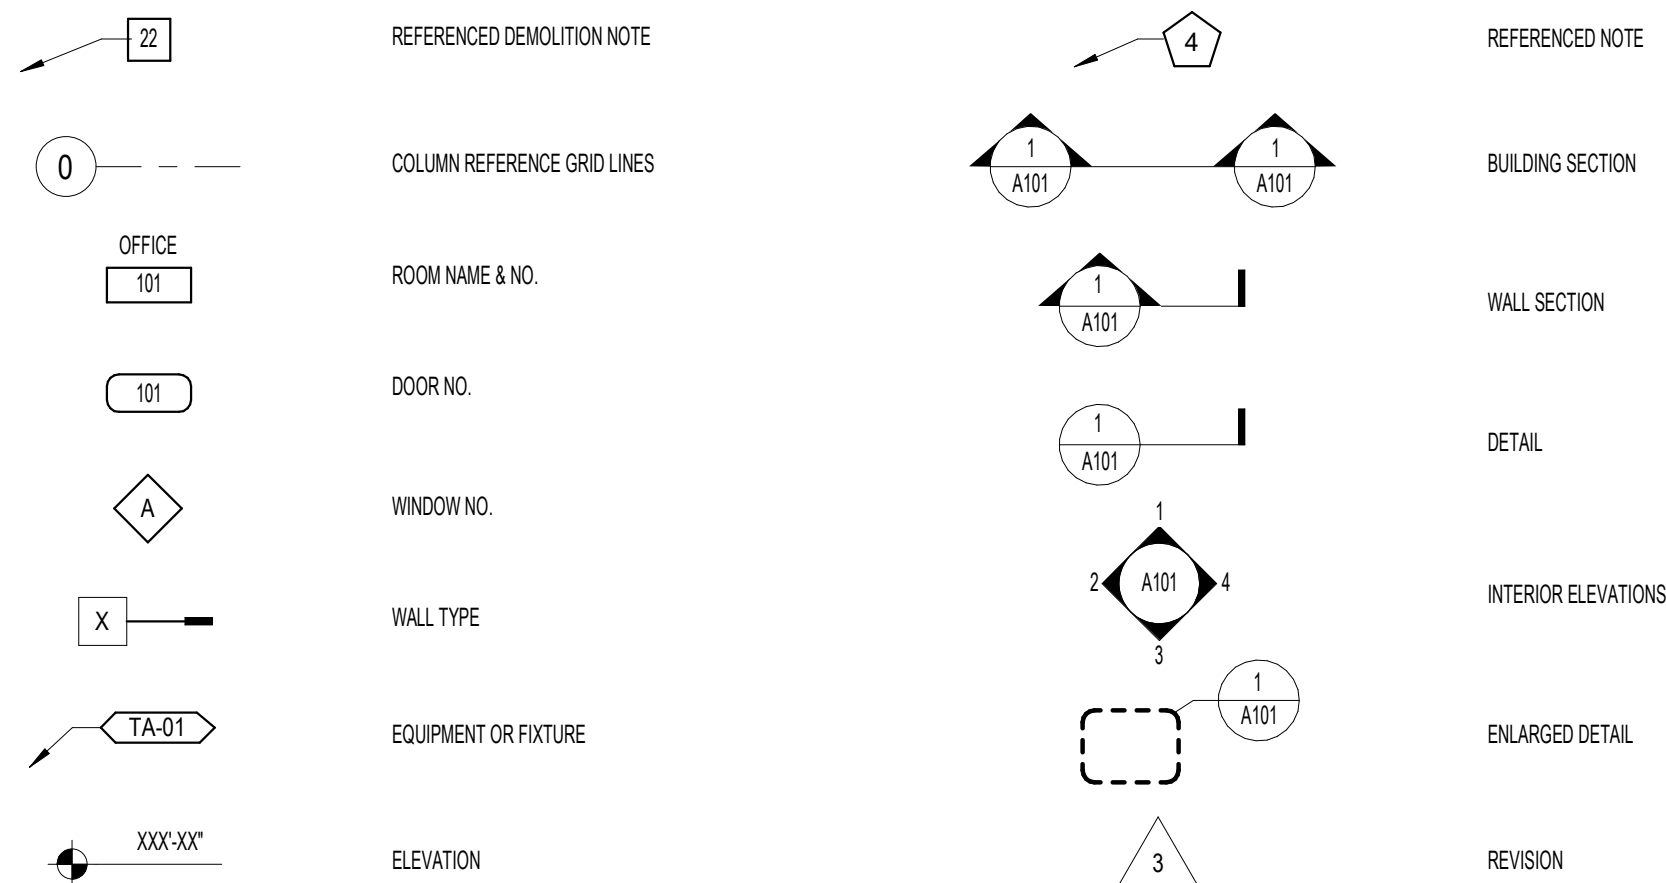 22
REFERENCED DEMOLITION NOTE
0
COLUMN REFERENCE GRID LINES
OFFICE
101
ROOM NAME & NO.
101
DOOR NO.
A
WINDOW NO.
X
WALL TYPE
TA-01
EQUIPMENT OR FIXTURE
XXX'-XX"
ELEVATION
4
REFERENCED NOTE
1
A101
1
A101
BUILDING SECTION
1
A101
WALL SECTION
1
A101
DETAIL
1
2
A101
4
3
INTERIOR ELEVATIONS
1
A101
ENLARGED DETAIL
3
REVISION